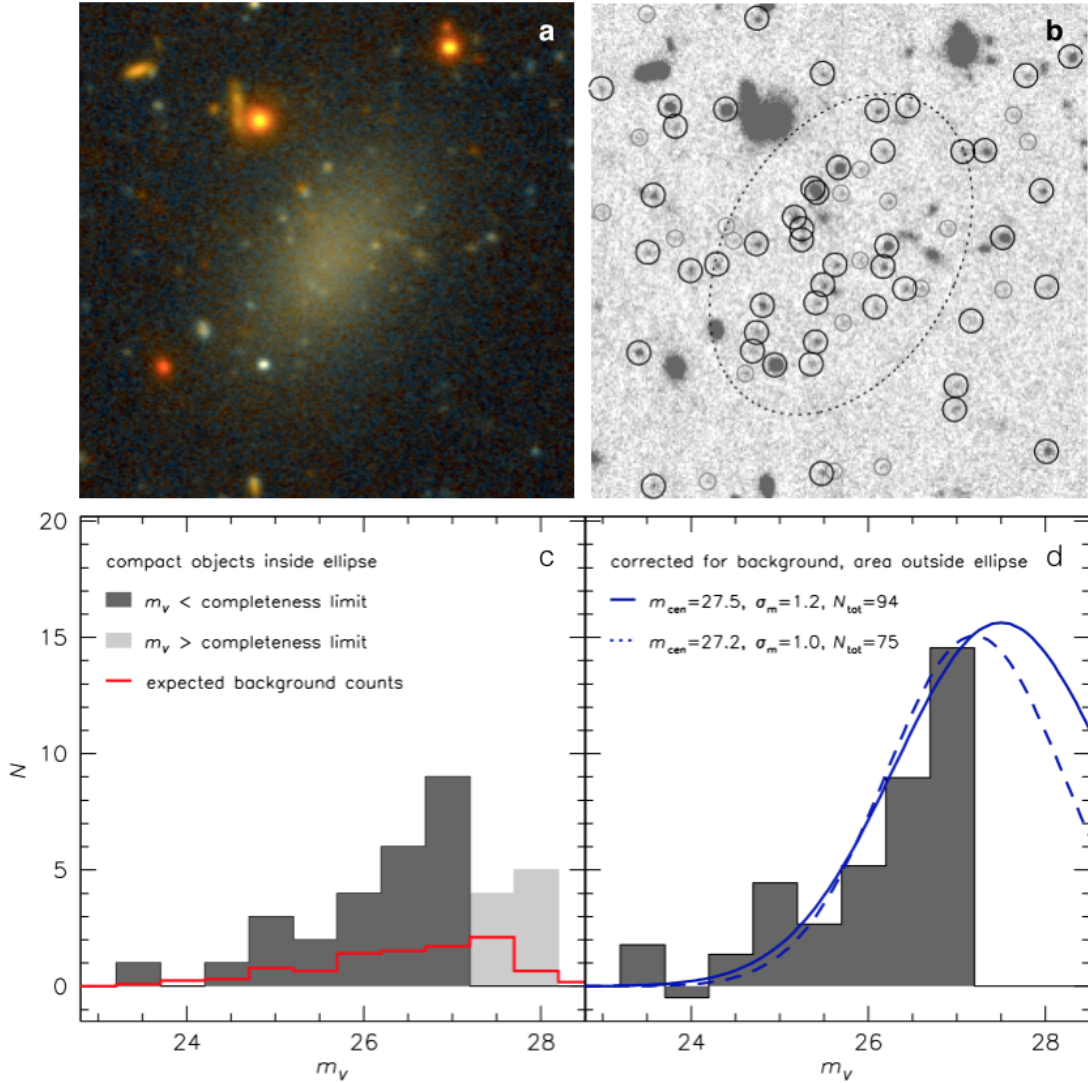 a
b
20
15
10
5
0
N
compact objects inside ellipse
c
m_V < completeness limit
m_V > completeness limit
expected background counts
24
26
28
m_V
corrected for background, area outside ellipse
d
m_cen=27.5, σ_m=1.2, N_tot=94
m_cen=27.2, σ_m=1.0, N_tot=75
24
26
28
m_V